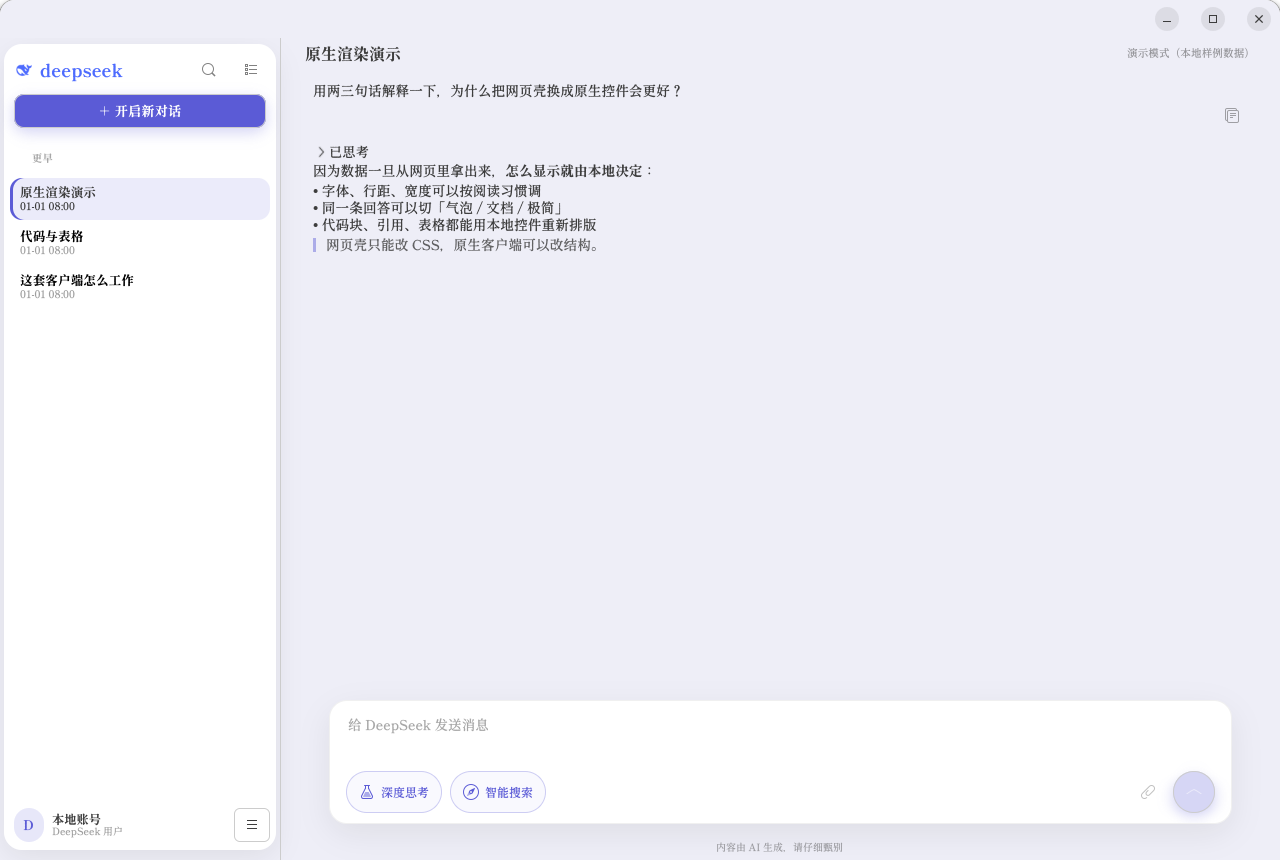 deepseek
开启新对话
更早
原生渲染演示
01-01 08:00
代码与表格
01-01 08:00
这套客户端怎么工作
01-01 08:00
D
本地账号
DeepSeek 用户
原生渲染演示
演示模式（本地样例数据）
用两三句话解释一下，为什么把网页壳换成原生控件会更好？
已思考
因为数据一旦从网页里拿出来，怎么显示就由本地决定：
• 字体、行距、宽度可以按阅读习惯调
• 同一条回答可以切「气泡 / 文档 / 极简」
• 代码块、引用、表格都能用本地控件重新排版
网页壳只能改 CSS，原生客户端可以改结构。
给 DeepSeek 发送消息
深度思考
智能搜索
内容由 AI 生成，请仔细甄别